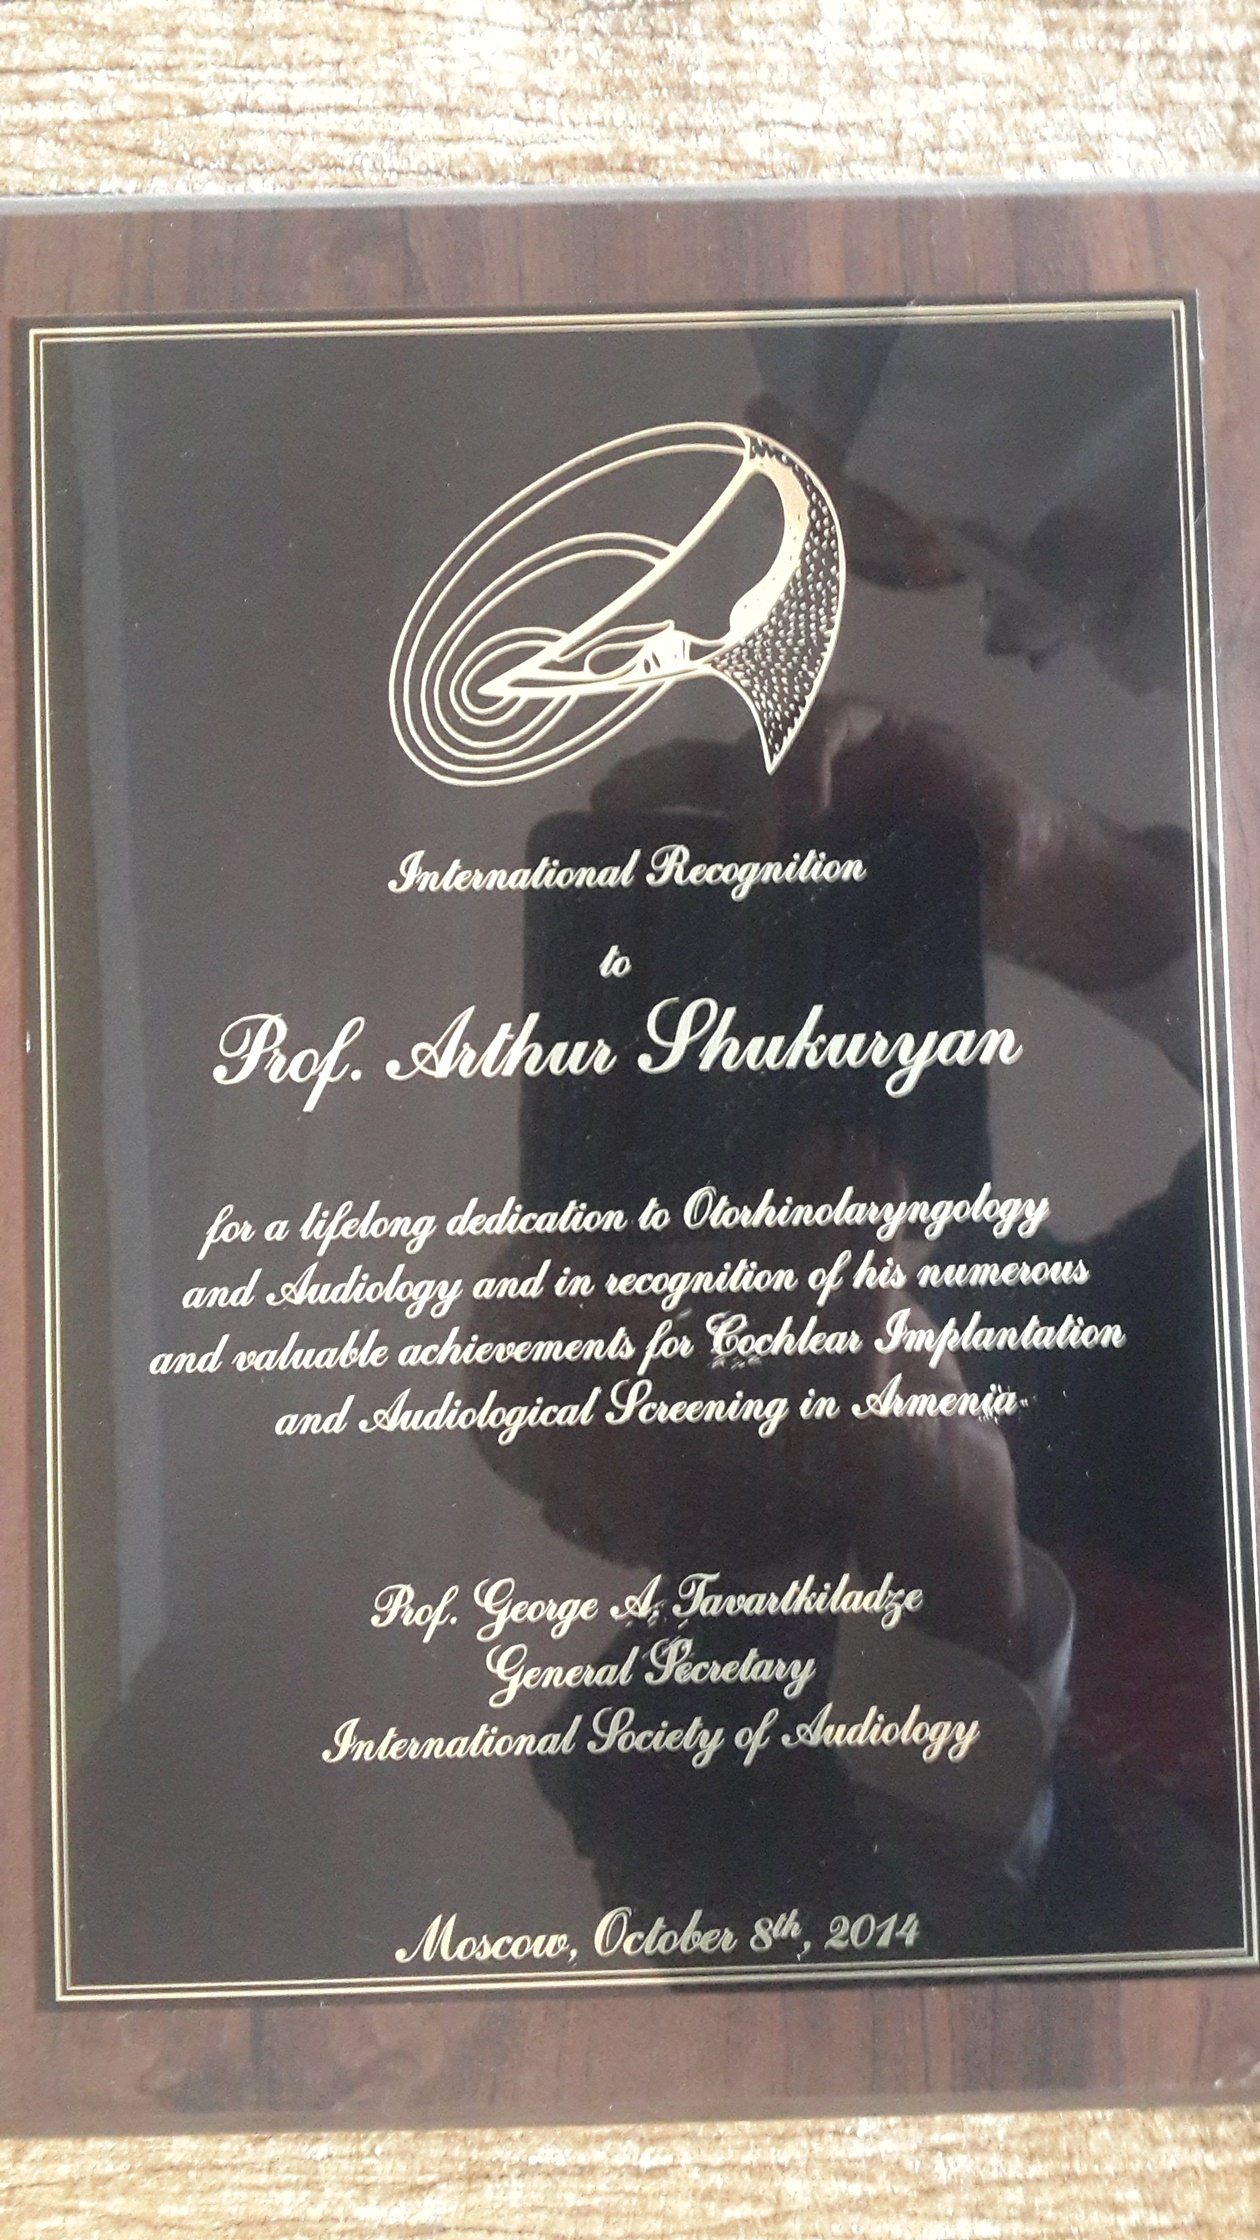 International Recognition
to
Prof. Arthur Shukuryan
for a lifelong dedication to Otorhinolaryngology
and Audiology and in recognition of his numerous
and valuable achievements for Cochlear Implantation
and Audiological Screening in Armenia
Prof. George A. Tavartkiladze
General Secretary
International Society of Audiology
Moscow, October 8th, 2014